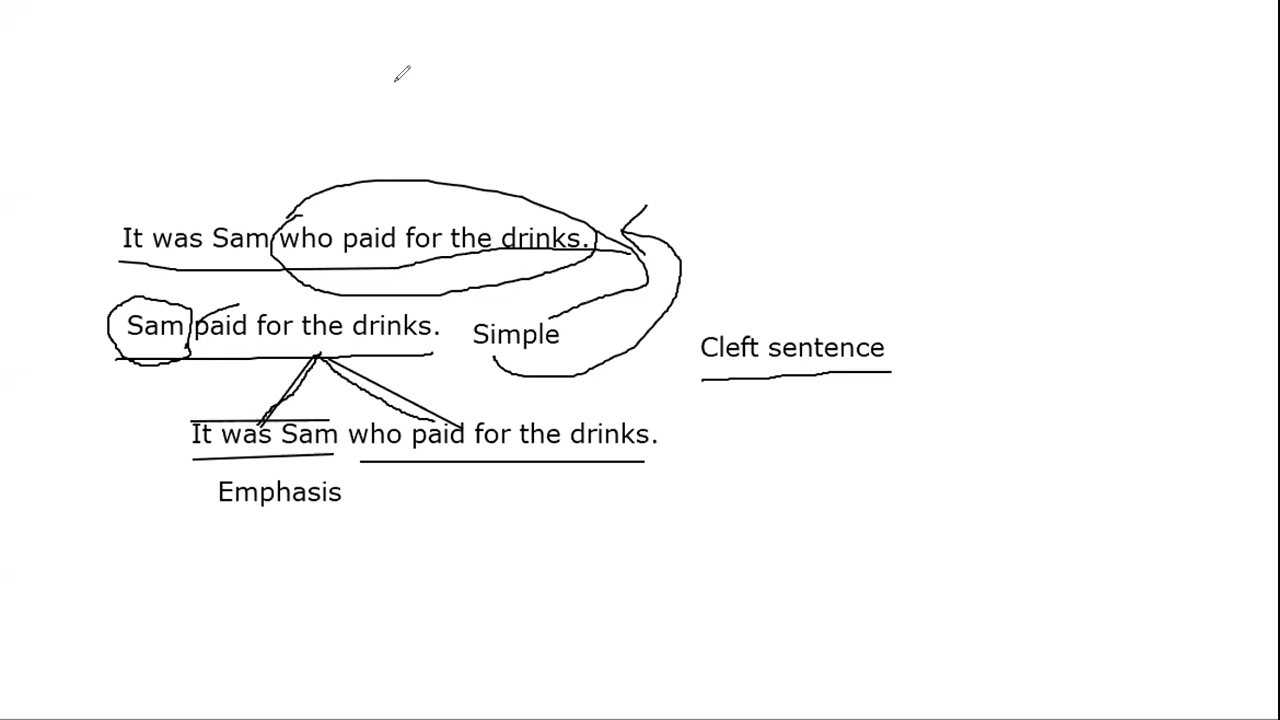 It was Sam who paid for the drinks.
Sam paid for the drinks.
Simple
Cleft sentence
It was Sam who paid for the drinks.
Emphasis